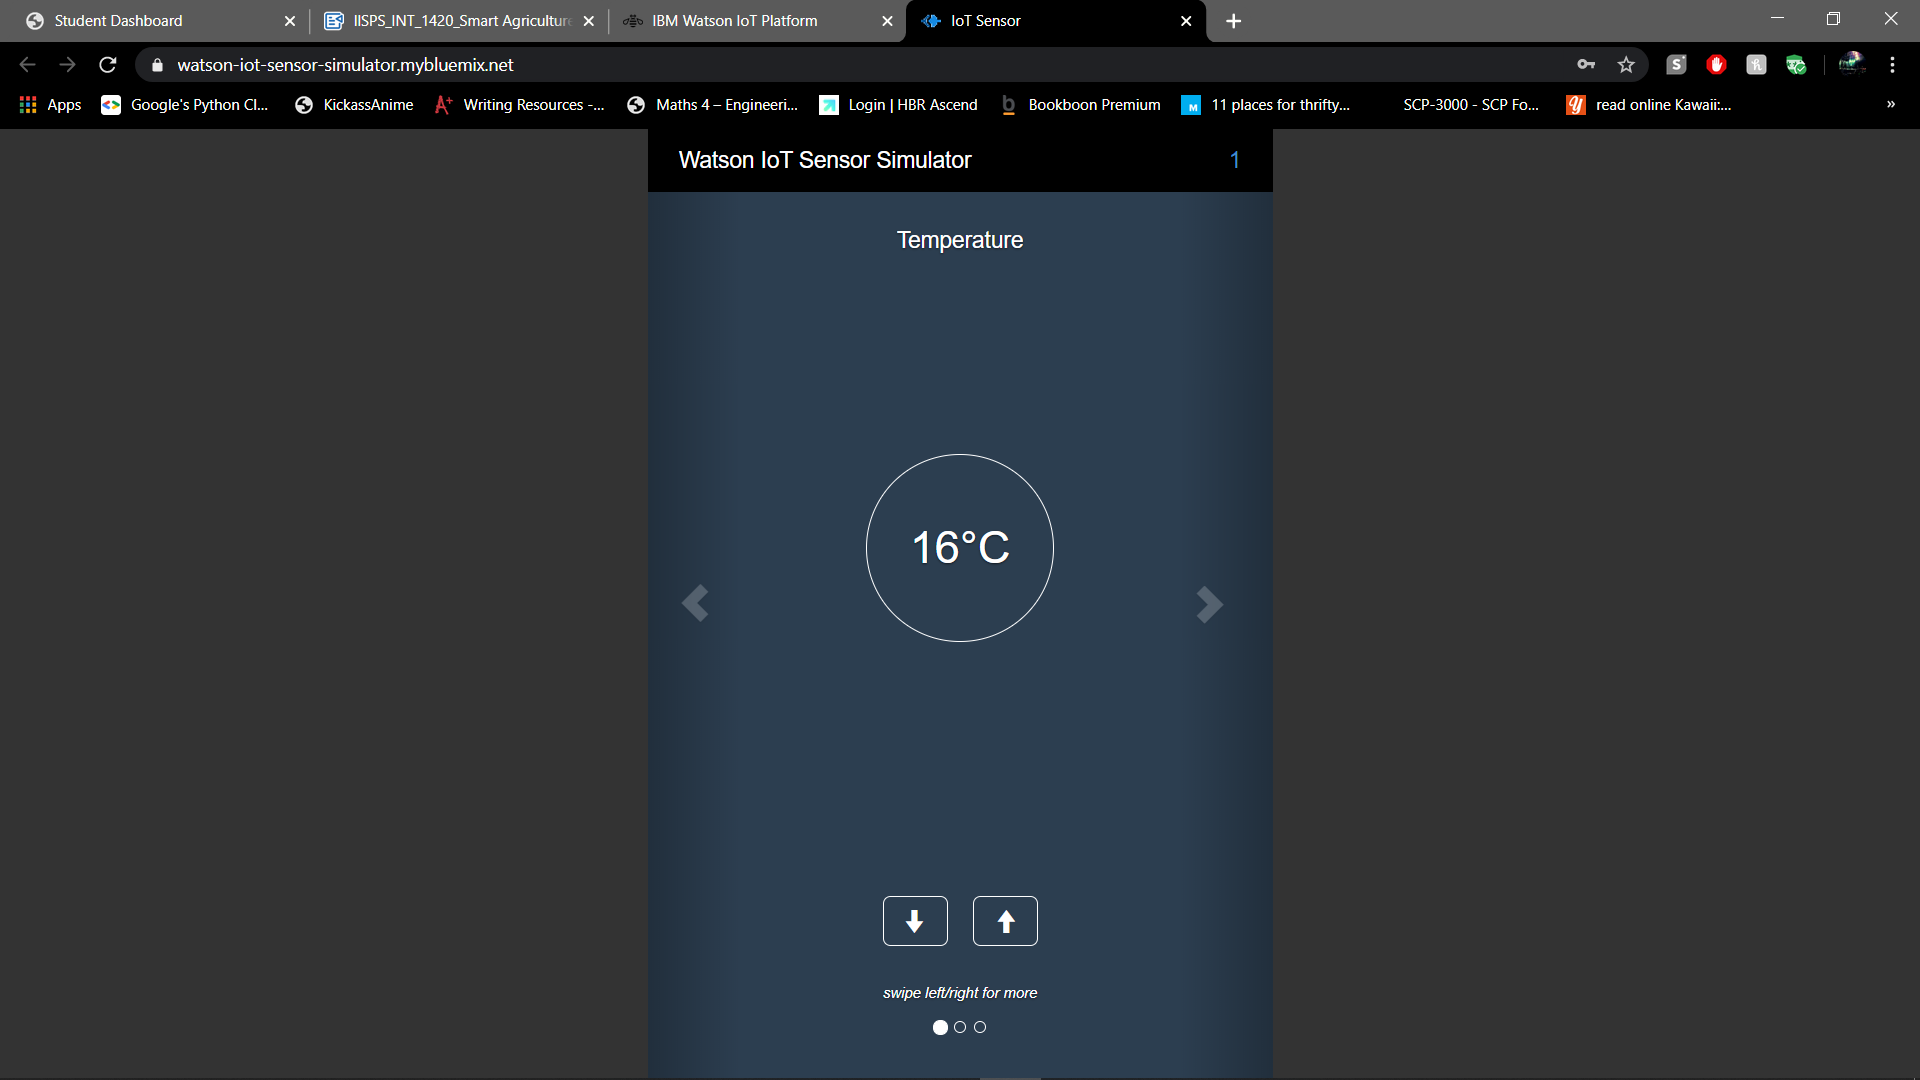 Student Dashboard
IISPS_INT_1420_Smart Agriculture
IBM Watson IoT Platform
IoT Sensor
watson-iot-sensor-simulator.mybluemix.net
Apps
Google's Python Cl...
KickassAnime
Writing Resources -...
Maths 4 – Engineeri...
Login | HBR Ascend
Bookboon Premium
11 places for thrifty...
SCP-3000 - SCP Fo...
read online Kawaii:...
»
Watson IoT Sensor Simulator
1
Temperature
16°C
swipe left/right for more